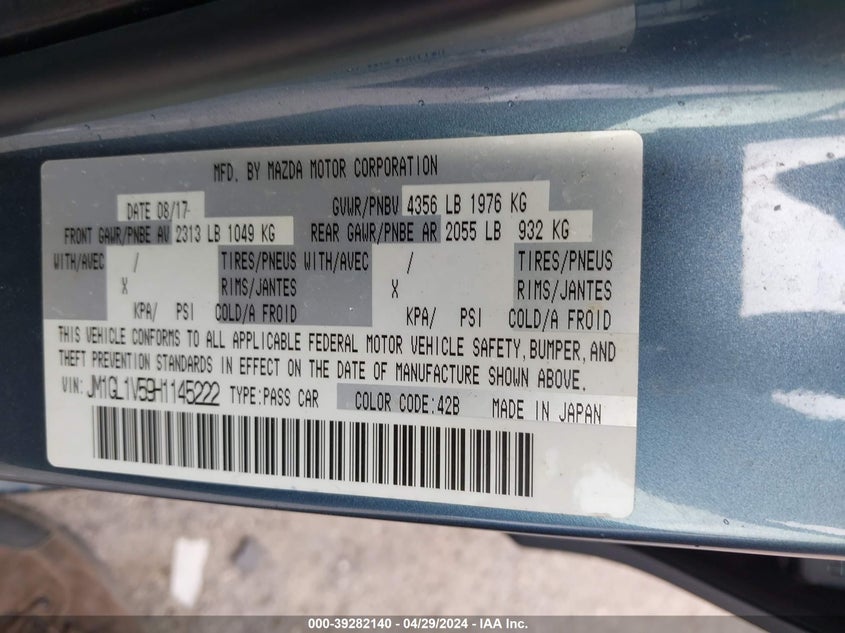 MFD. BY MAZDA MOTOR CORPORATION
DATE 08/17 GVWR/PNBV 4356 LB 1976 KG
FRONT GAWR/PNBE AV 2313 LB 1049 KG REAR GAWR/PNBE AR 2055 LB 932 KG
WITH/AVEC / TIRES/PNEUS WITH/AVEC / TIRES/PNEUS
X RIMS/JANTES X RIMS/JANTES
KPA/ PSI COLD/A FROID KPA/ PSI COLD/A FROID
THIS VEHICLE CONFORMS TO ALL APPLICABLE FEDERAL MOTOR VEHICLE SAFETY, BUMPER, AND
THEFT PREVENTION STANDARDS IN EFFECT ON THE DATE OF MANUFACTURE SHOWN ABOVE.
VIN: JM1GL1V59H1145222 TYPE:PASS CAR COLOR CODE:42B MADE IN JAPAN
000-39282140 - 04/29/2024 - IAA Inc.